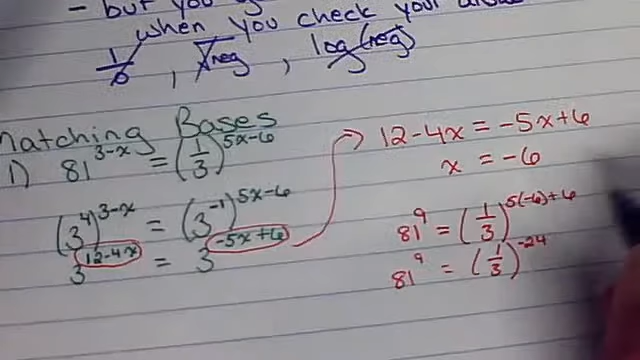 - but you
when you check your
1/0 , √neg , log(neg)
Matching Bases
1) 81^(3-x) = (1/3)^(5x-6)
(3^4)^(3-x) = (3^-1)^(5x-6)
3^(12-4x) = 3^(-5x+6)
12-4x = -5x+6
x = -6
81^9 = (1/3)^(5(-6)+6)
81^9 = (1/3)^-24